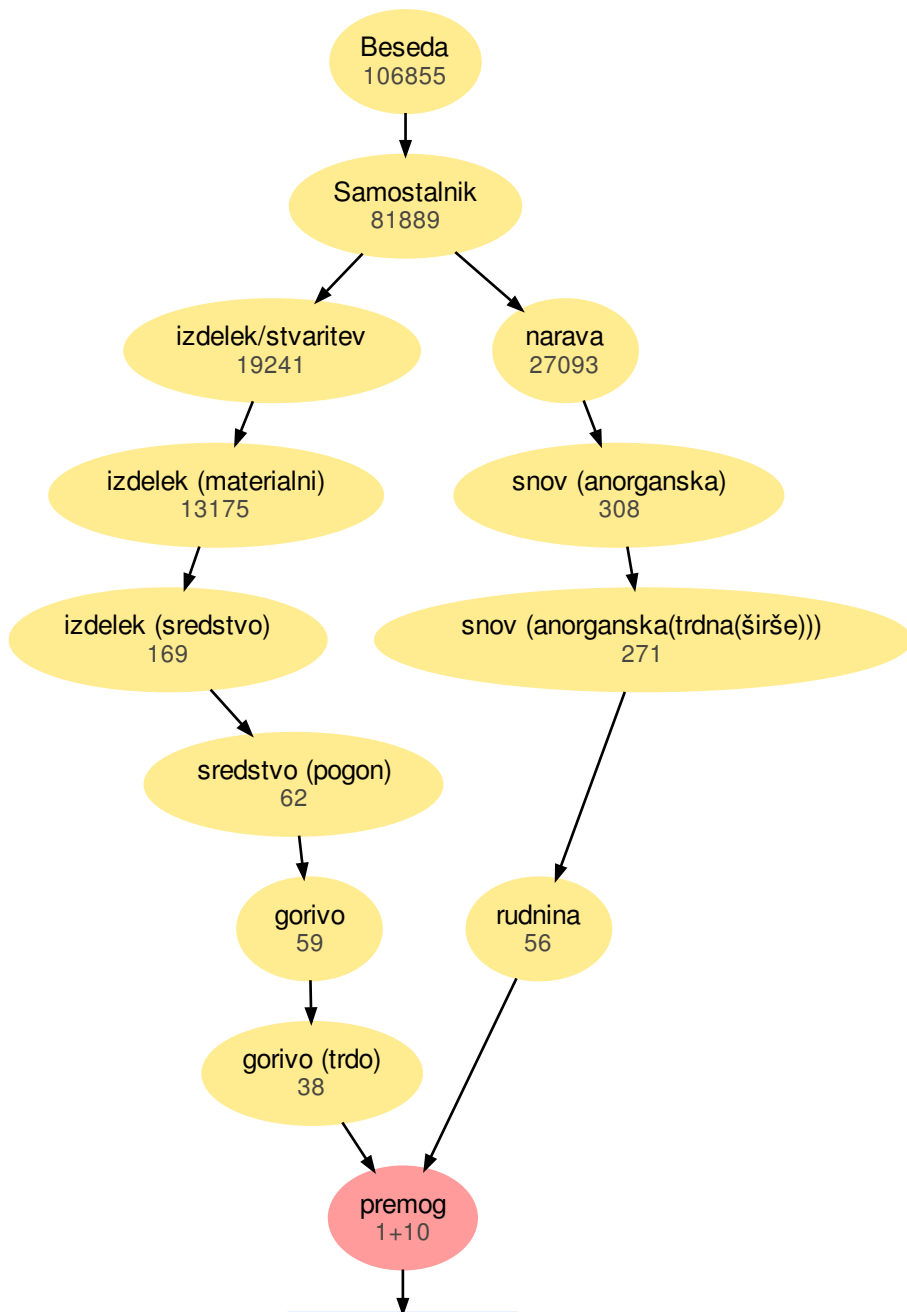 Beseda
106855
Samostalnik
81889
izdelek/stvaritev
19241
narava
27093
izdelek (materialni)
13175
snov (anorganska)
308
izdelek (sredstvo)
169
snov (anorganska(trdna(širše)))
271
sredstvo (pogon)
62
gorivo
59
rudnina
56
gorivo (trdo)
38
premog
1+10